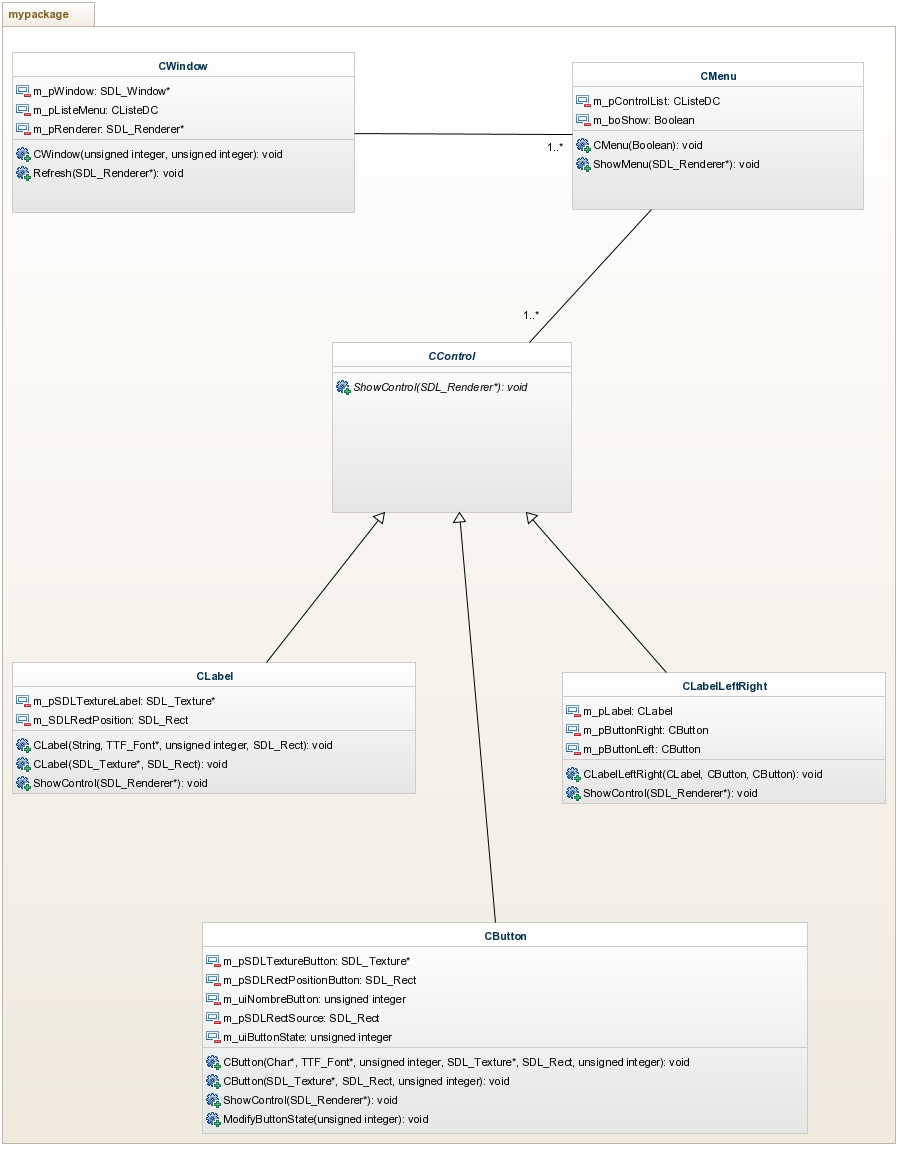 mypackage
CWindow
m_pWindow: SDL_Window*
m_pListeMenu: CListeDC
m_pRenderer: SDL_Renderer*
CWindow(unsigned integer, unsigned integer): void
Refresh(SDL_Renderer*): void
CMenu
m_pControlList: CListeDC
m_boShow: Boolean
CMenu(Boolean): void
ShowMenu(SDL_Renderer*): void
1..*
1..*
CControl
ShowControl(SDL_Renderer*): void
CLabel
m_pSDLTextureLabel: SDL_Texture*
m_SDLRectPosition: SDL_Rect
CLabel(String, TTF_Font*, unsigned integer, SDL_Rect): void
CLabel(SDL_Texture*, SDL_Rect): void
ShowControl(SDL_Renderer*): void
CLabelLeftRight
m_pLabel: CLabel
m_pButtonRight: CButton
m_pButtonLeft: CButton
CLabelLeftRight(CLabel, CButton, CButton): void
ShowControl(SDL_Renderer*): void
CButton
m_pSDLTextureButton: SDL_Texture*
m_pSDLRectPositionButton: SDL_Rect
m_uiNombreButton: unsigned integer
m_pSDLRectSource: SDL_Rect
m_uiButtonState: unsigned integer
CButton(Char*, TTF_Font*, unsigned integer, SDL_Texture*, SDL_Rect, unsigned integer): void
CButton(SDL_Texture*, SDL_Rect, unsigned integer): void
ShowControl(SDL_Renderer*): void
ModifyButtonState(unsigned integer): void